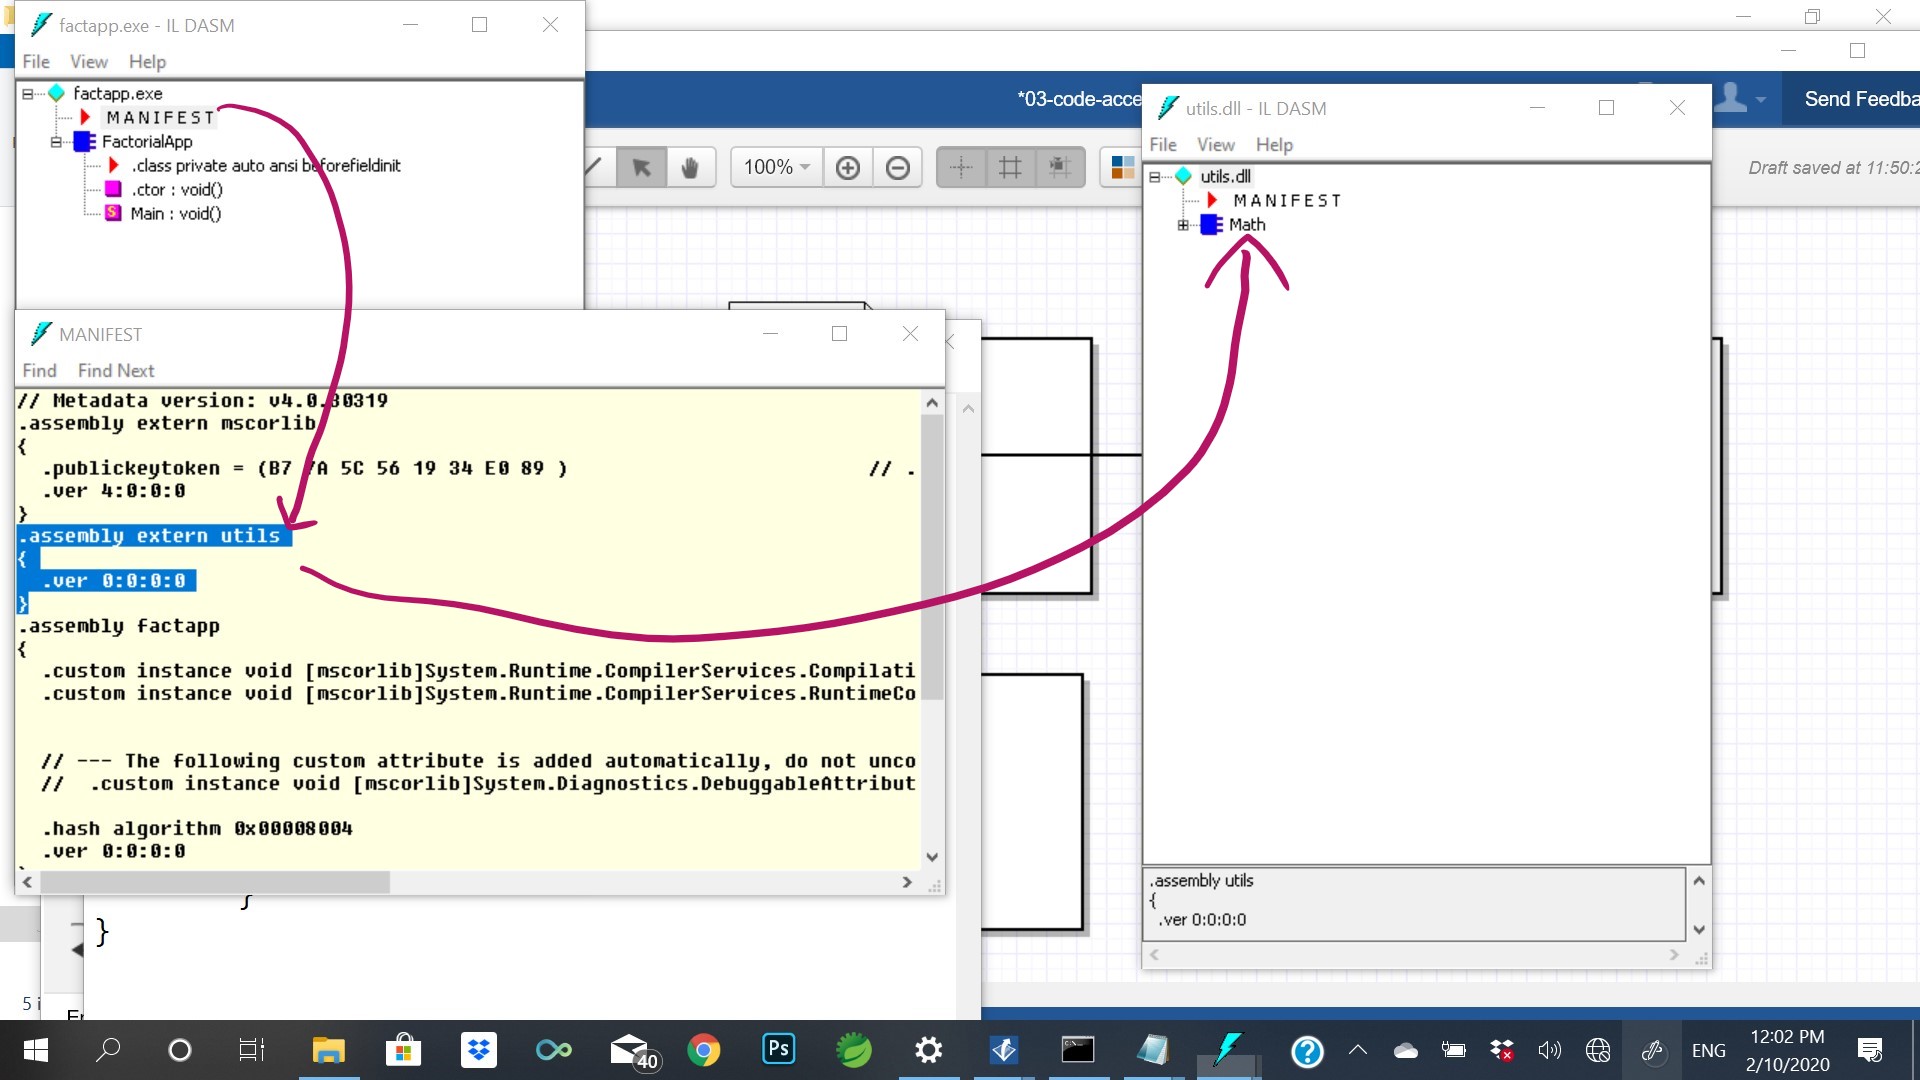 factapp.exe - IL DASM
File View Help
factapp.exe
MANIFEST
FactorialApp
.class private auto ansi beforefieldinit
.ctor : void()
Main : void()
*03-code-acce
Send Feedba
100%
Draft saved at 11:50:2
utils.dll - IL DASM
File View Help
utils.dll
MANIFEST
Math
.assembly utils
{
.ver 0:0:0:0
MANIFEST
Find Find Next
// Metadata version: v4.0.30319
.assembly extern mscorlib
{
.publickeytoken = (B7 7A 5C 56 19 34 E0 89 ) // .
.ver 4:0:0:0
}
.assembly extern utils
{
.ver 0:0:0:0
}
.assembly factapp
{
.custom instance void [mscorlib]System.Runtime.CompilerServices.Compilati
.custom instance void [mscorlib]System.Runtime.CompilerServices.RuntimeCo
// --- The following custom attribute is added automatically, do not unco
// .custom instance void [mscorlib]System.Diagnostics.DebuggableAttribut
.hash algorithm 0x00008004
.ver 0:0:0:0
}
}
5 i
40
Ps
ENG
12:02 PM
2/10/2020